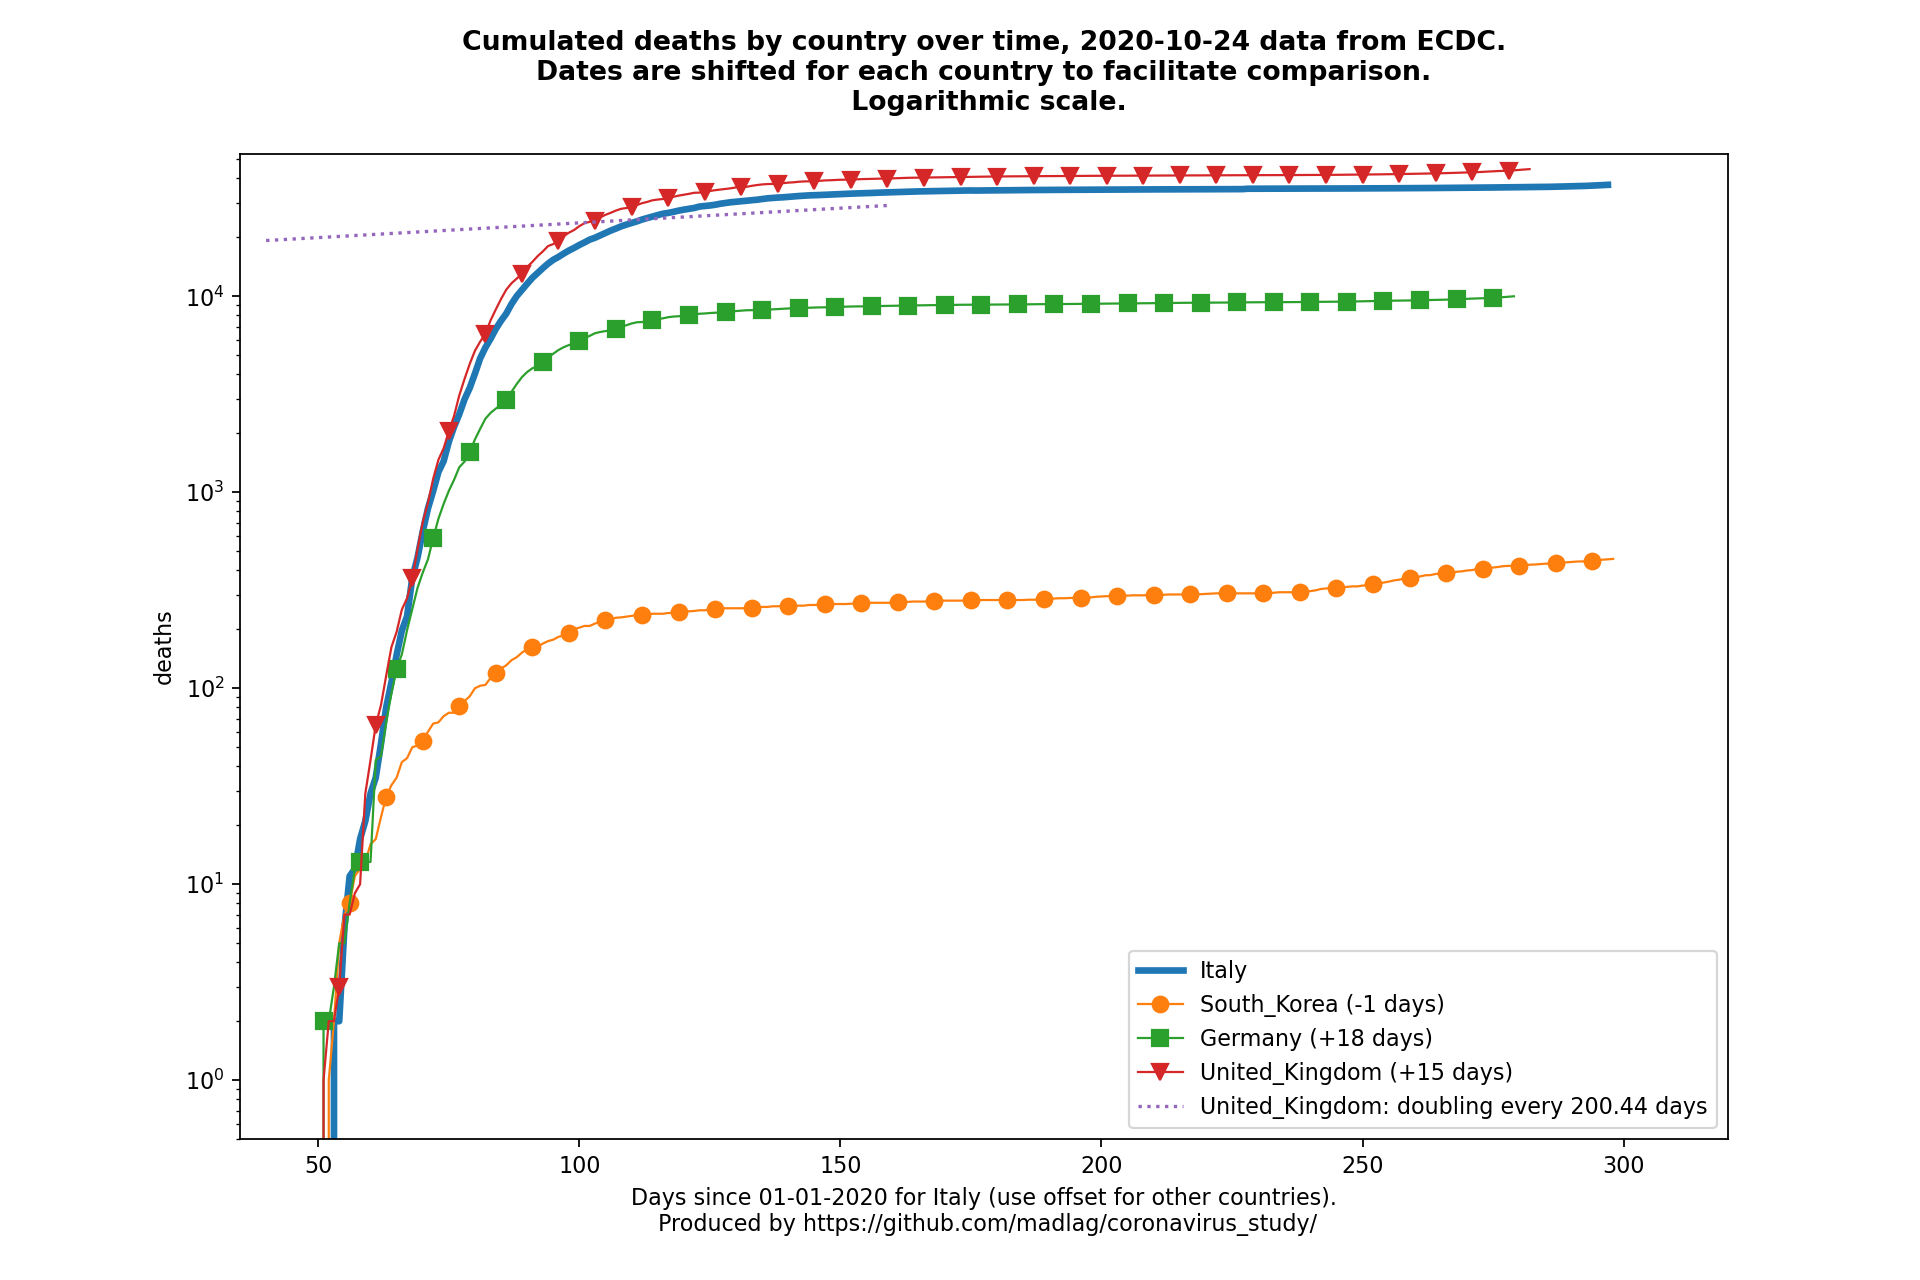 Cumulated deaths by country over time, 2020-10-24 data from ECDC.
Dates are shifted for each country to facilitate comparison.
Logarithmic scale.
deaths
10^4
10^3
10^2
10^1
10^0
Italy
South_Korea (-1 days)
Germany (+18 days)
United_Kingdom (+15 days)
United_Kingdom: doubling every 200.44 days
50 100 150 200 250 300
Days since 01-01-2020 for Italy (use offset for other countries).
Produced by https://github.com/madlag/coronavirus_study/